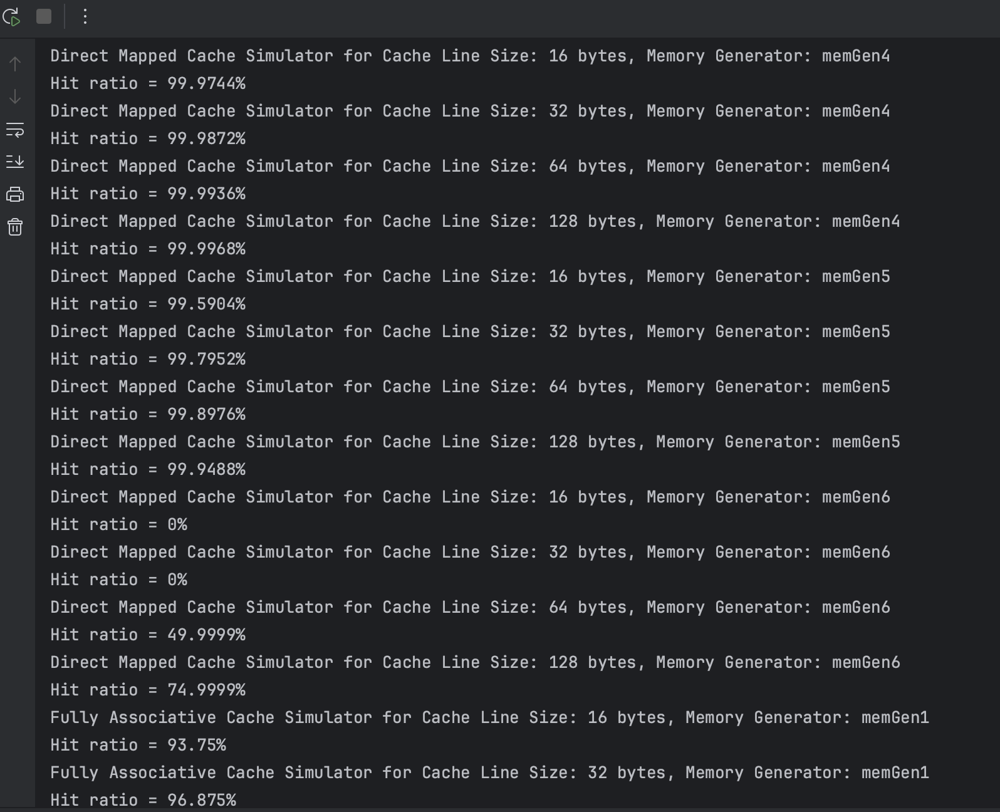 Direct Mapped Cache Simulator for Cache Line Size: 16 bytes, Memory Generator: memGen4
Hit ratio = 99.9744%
Direct Mapped Cache Simulator for Cache Line Size: 32 bytes, Memory Generator: memGen4
Hit ratio = 99.9872%
Direct Mapped Cache Simulator for Cache Line Size: 64 bytes, Memory Generator: memGen4
Hit ratio = 99.9936%
Direct Mapped Cache Simulator for Cache Line Size: 128 bytes, Memory Generator: memGen4
Hit ratio = 99.9968%
Direct Mapped Cache Simulator for Cache Line Size: 16 bytes, Memory Generator: memGen5
Hit ratio = 99.5904%
Direct Mapped Cache Simulator for Cache Line Size: 32 bytes, Memory Generator: memGen5
Hit ratio = 99.7952%
Direct Mapped Cache Simulator for Cache Line Size: 64 bytes, Memory Generator: memGen5
Hit ratio = 99.8976%
Direct Mapped Cache Simulator for Cache Line Size: 128 bytes, Memory Generator: memGen5
Hit ratio = 99.9488%
Direct Mapped Cache Simulator for Cache Line Size: 16 bytes, Memory Generator: memGen6
Hit ratio = 0%
Direct Mapped Cache Simulator for Cache Line Size: 32 bytes, Memory Generator: memGen6
Hit ratio = 0%
Direct Mapped Cache Simulator for Cache Line Size: 64 bytes, Memory Generator: memGen6
Hit ratio = 49.9999%
Direct Mapped Cache Simulator for Cache Line Size: 128 bytes, Memory Generator: memGen6
Hit ratio = 74.9999%
Fully Associative Cache Simulator for Cache Line Size: 16 bytes, Memory Generator: memGen1
Hit ratio = 93.75%
Fully Associative Cache Simulator for Cache Line Size: 32 bytes, Memory Generator: memGen1
Hit ratio = 96.875%